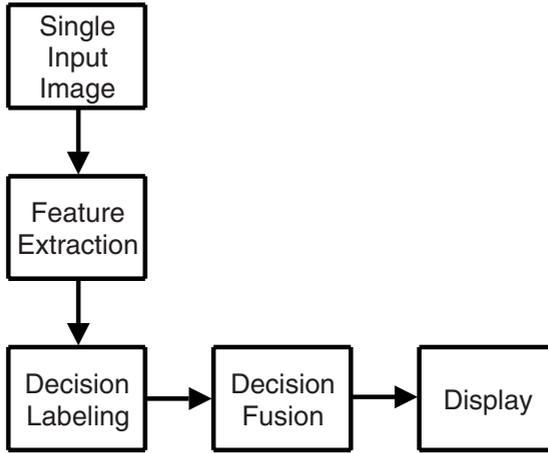 Single
Input
Image
Feature
Extraction
Decision
Labeling
Decision
Fusion
Display